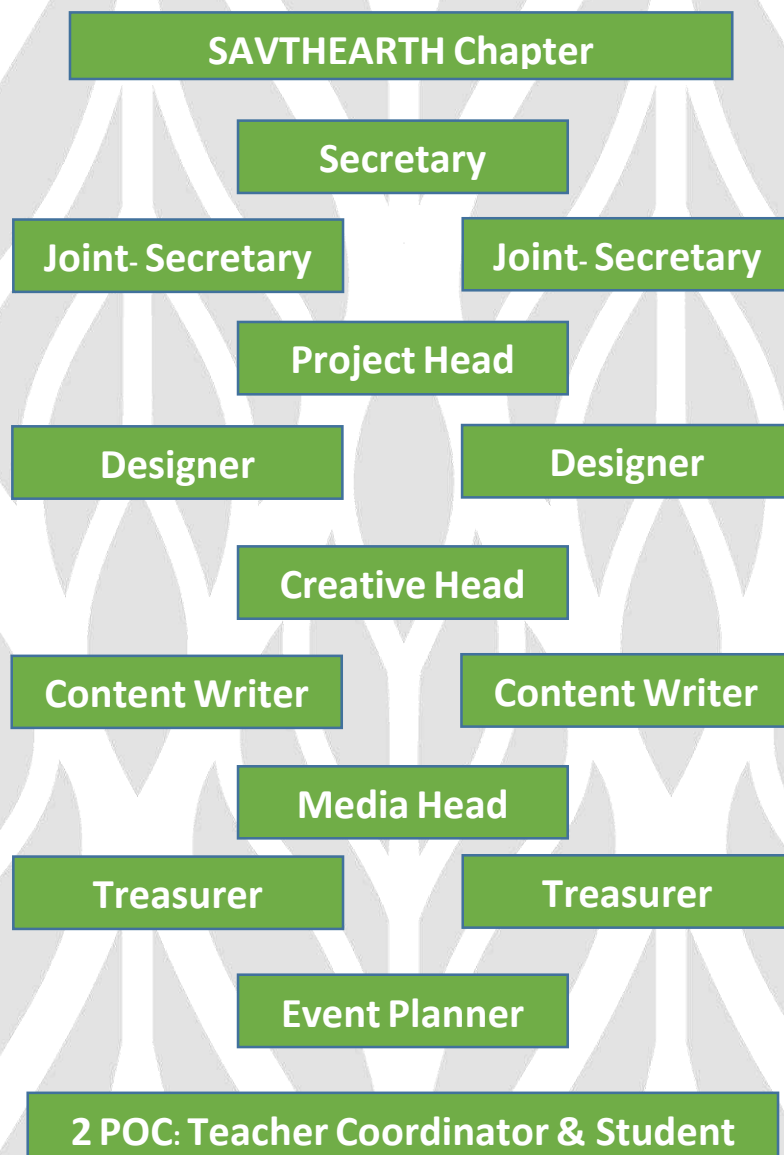 SAVTHEARTH Chapter
Secretary
Joint- Secretary
Joint- Secretary
Project Head
Designer
Designer
Creative Head
Content Writer
Content Writer
Media Head
Treasurer
Treasurer
Event Planner
2 POC: Teacher Coordinator & Student